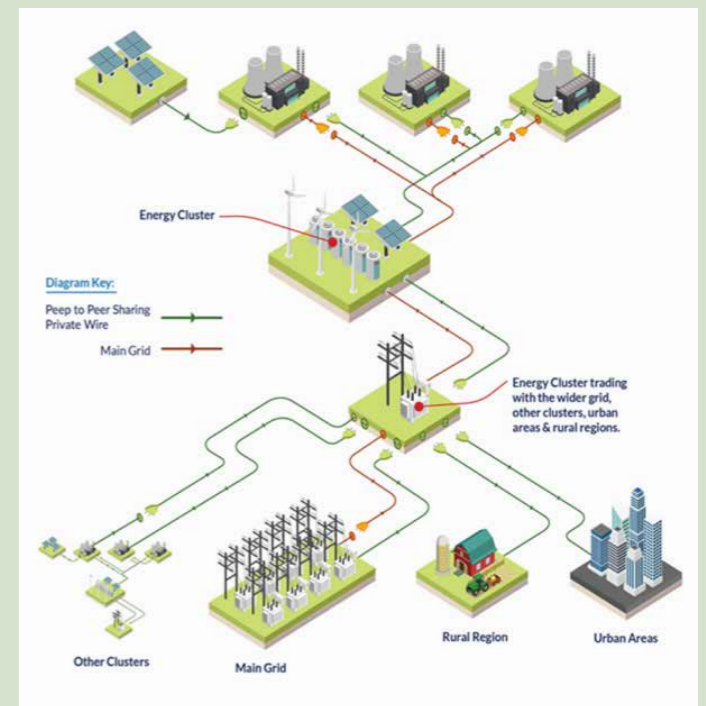 Energy Cluster
Diagram Key:
Peep to Peer Sharing
Private Wire
Main Grid
Energy Cluster trading
with the wider grid,
other clusters, urban
areas & rural regions.
Other Clusters
Main Grid
Rural Region
Urban Areas